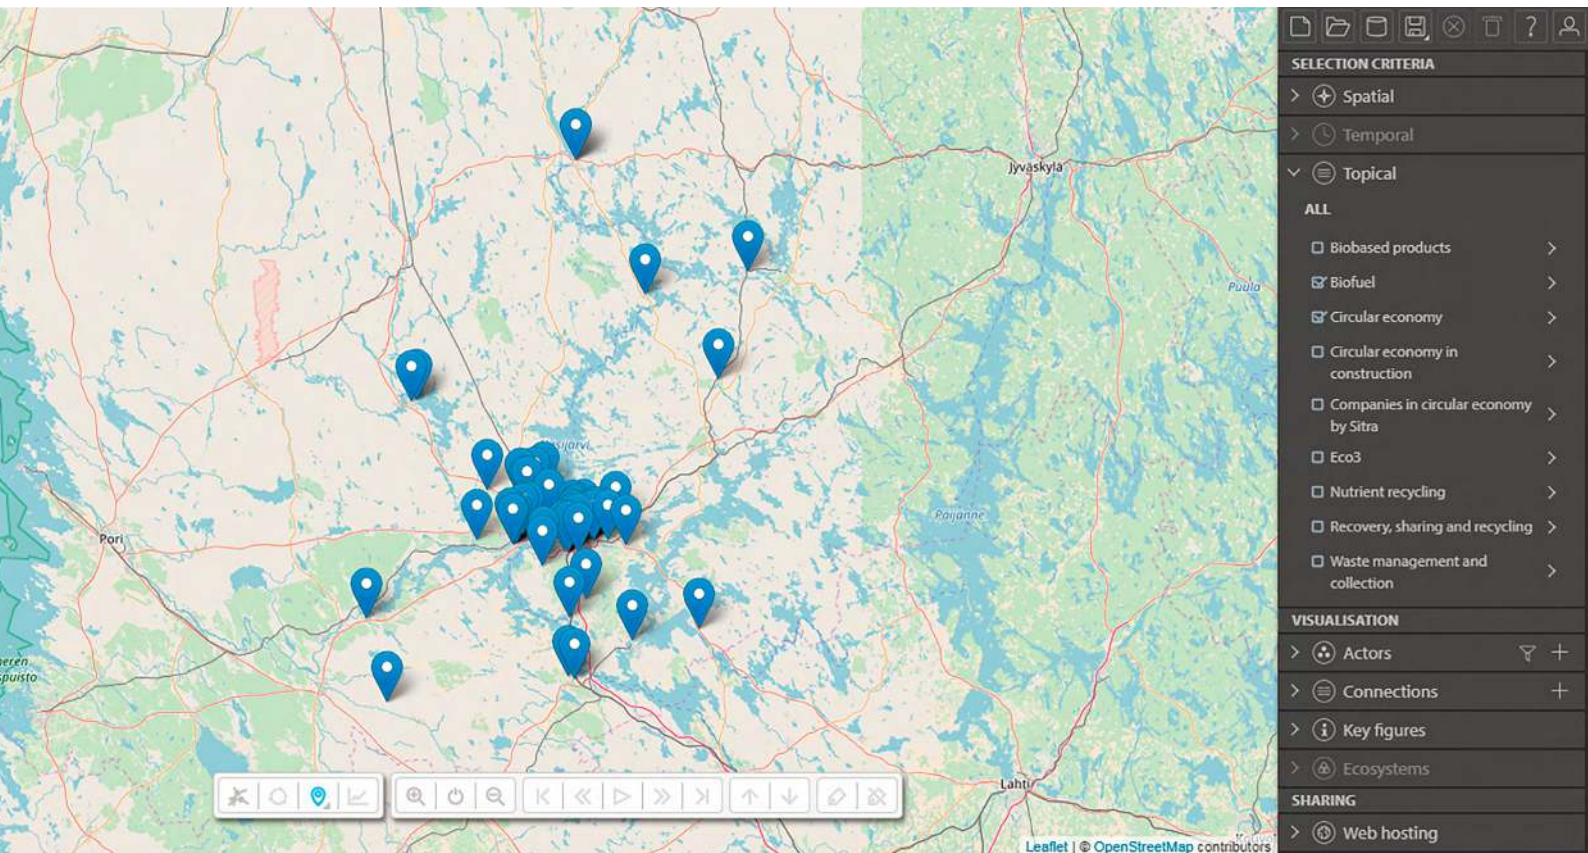 Jyväskylä
Puula
Päijänne
Pori
Lahti
Leaflet | © OpenStreetMap contributors
SELECTION CRITERIA
Spatial
Temporal
Topical
ALL
Biobased products
Biofuel
Circular economy
Circular economy in
construction
Companies in circular economy
by Sitra
Eco3
Nutrient recycling
Recovery, sharing and recycling
Waste management and
collection
VISUALISATION
Actors
Connections
Key figures
Ecosystems
SHARING
Web hosting